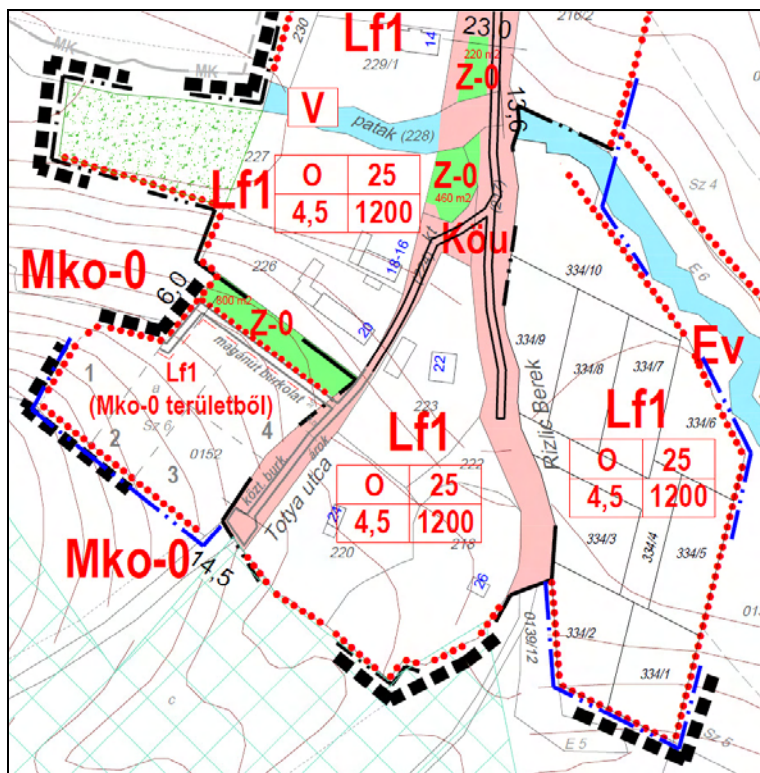 216/2
23,0
Lf1
14
230
MK
MK
229/1
220 m2
Z-0
13,6
V
patak (228)
227
Lf1
O
25
4,5
1200
Z-0
460 m2
Sz 4
Köu
18-16
E 6
Mko-0
226
6,0
800 m2
Z-0
20
334/10
334/9
334/8
334/7
334/6
Ev
magánút burkolat
22
Rizlic Berek
Lf1
(Mko-0 területből)
1
a
2
Sz 6
3
4
0152
223
Lf1
Lf1
O
25
4,5
1200
O
25
4,5
1200
árok
közt. burk.
Totya utca
222
24
220
218
26
334/3
334/4
334/5
Mko-0
14,5
0139/12
334/2
334/1
c
E 5
Sz 5